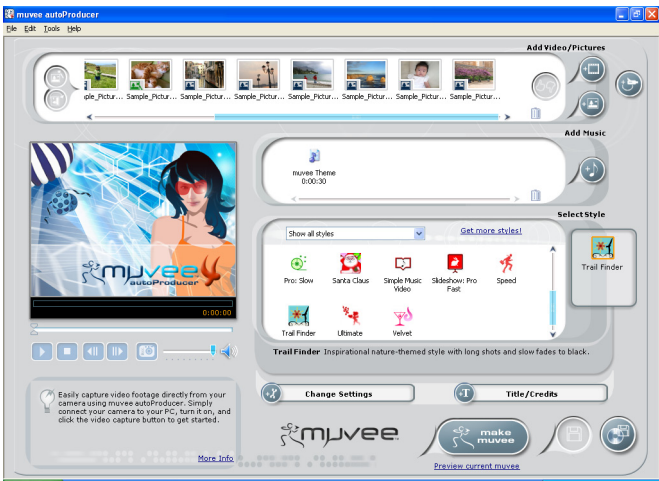 muvee autoProducer
File Edit Tools Help
Add Video/Pictures
ple_Pictur... Sample_Pictur... Sample_Pictur... Sample_Pictur... Sample_Pictur... Sample_Pictur... Sample_Pictur... Sample_Pictur...
Add Music
muvee Theme
0:00:30
Select Style
Show all styles
Get more styles!
Pro: Slow
Santa Claus
Simple Music Video
Slideshow: Pro Fast
Speed
Trail Finder
Ultimate
Velvet
Trail Finder
Trail Finder Inspirational nature-themed style with long shots and slow fades to black.
muvee
autoProducer
0:00:00
Easily capture video footage directly from your
camera using muvee autoProducer. Simply
connect your camera to your PC, turn it on, and
click the video capture button to get started.
More Info
Change Settings
Title/Credits
muvee
make
muvee
Preview current muvee